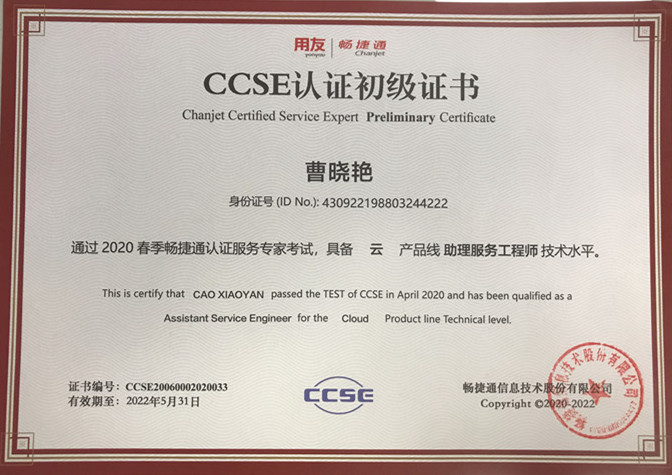 用友 畅捷通
yonyou Chanjet
CCSE认证初级证书
Chanjet Certified Service Expert Preliminary Certificate
曹晓艳
身份证号 (ID No.): 430922198803244222
通过 2020 春季畅捷通认证服务专家考试，具备 云 产品线 助理服务工程师 技术水平。
This is certify that CAO XIAOYAN passed the TEST of CCSE in April 2020 and has been qualified as a
Assistant Service Engineer for the Cloud Product line Technical level.
证书编号：CCSE20060002020033
有效期至：2022年5月31日
CCSE
畅捷通信息技术股份有限公司
Copyright ©2020-2022